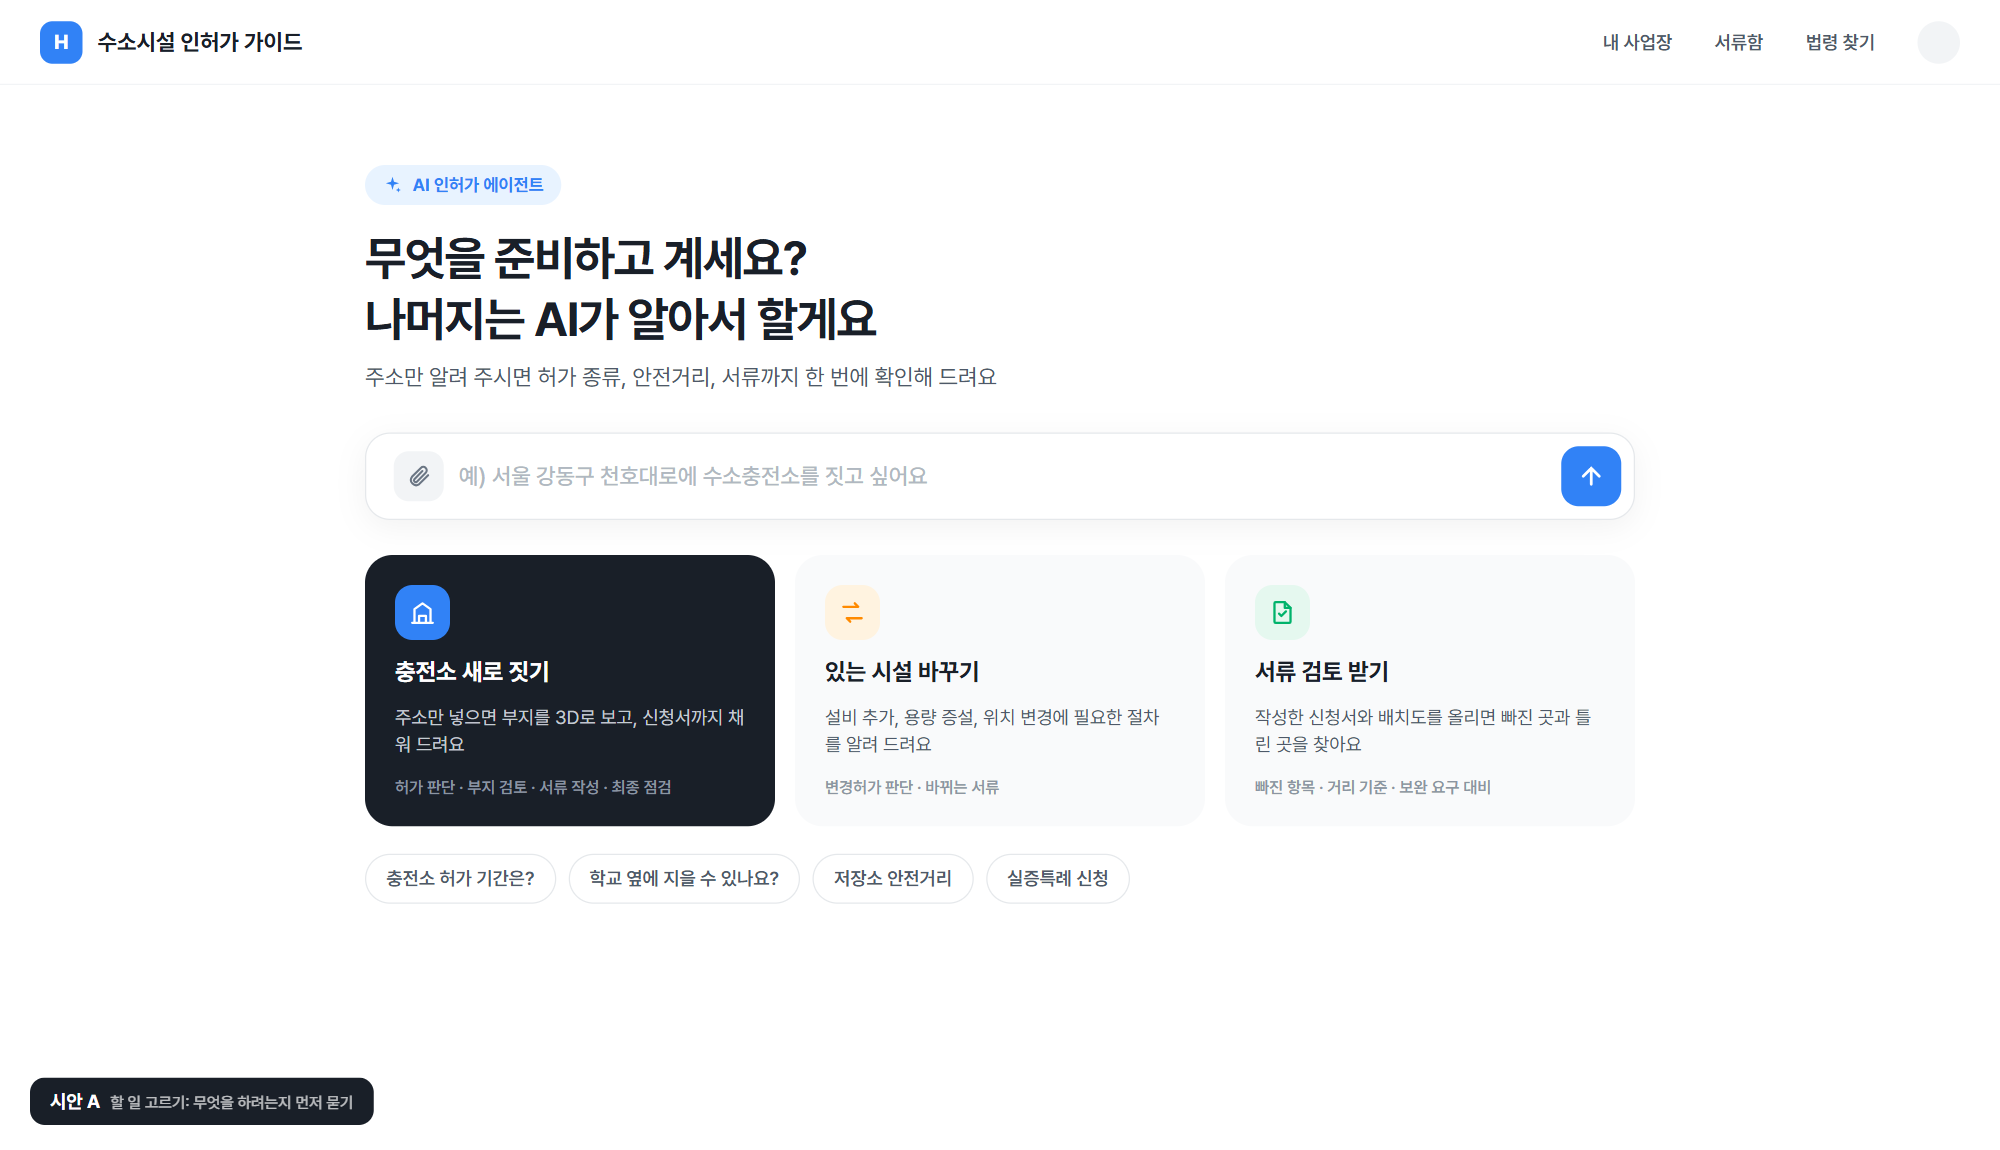 H 수소시설 인허가 가이드
내 사업장 서류함 법령 찾기
AI 인허가 에이전트
무엇을 준비하고 계세요?
나머지는 AI가 알아서 할게요
주소만 알려 주시면 허가 종류, 안전거리, 서류까지 한 번에 확인해 드려요
예) 서울 강동구 천호대로에 수소충전소를 짓고 싶어요
충전소 새로 짓기
주소만 넣으면 부지를 3D로 보고, 신청서까지 채
워 드려요
허가 판단 · 부지 검토 · 서류 작성 · 최종 점검
있는 시설 바꾸기
설비 추가, 용량 증설, 위치 변경에 필요한 절차
를 알려 드려요
변경허가 판단 · 바뀌는 서류
서류 검토 받기
작성한 신청서와 배치도를 올리면 빠진 곳과 틀
린 곳을 찾아요
빠진 항목 · 거리 기준 · 보완 요구 대비
충전소 허가 기간은? 학교 옆에 지을 수 있나요? 저장소 안전거리 실증특례 신청
시안 A 할 일 고르기: 무엇을 하려는지 먼저 묻기